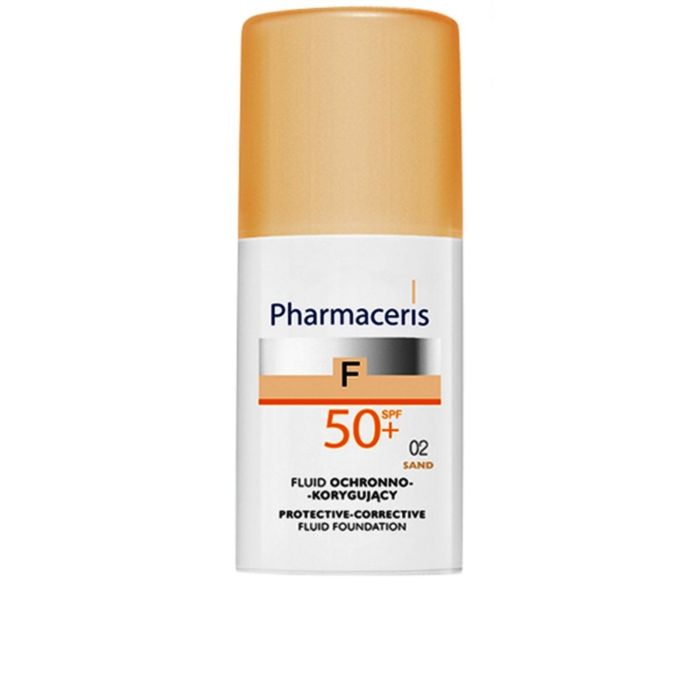 Pharmaceris
F
50+ SPF
02
SAND
FLUID OCHRONNO-
-KORYGUJĄCY
PROTECTIVE-CORRECTIVE
FLUID FOUNDATION